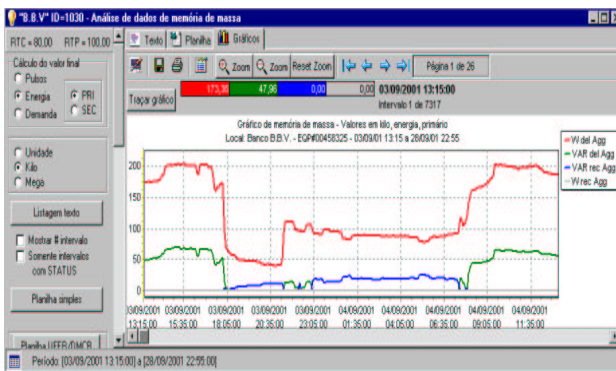 "B.B.V" ID=1030 - Análise de dados de memória de massa
RTC = 80,00 RTP = 100,00
Texto Planilha Gráficos
Cálculo do valor final
Pulsos
Energia
Demanda
PRI
SEC
Zoom Zoom Reset Zoom Página 1 de 26
Traçar gráfico
173,36 47,96 0,00 0,00 03/09/2001 13:15:00
Intervalo 1 de 7317
Unidade
Kilo
Mega
Listagem texto
Mostrar # intervalo
Somente intervalos
com STATUS
Planilha simples
Planilha UFER/DMCR
Gráfico de memória de massa - Valores em kilo, energia, primário
Local: Banco B.B.V. - EQP#00458325 - 03/09/01 13:15 a 28/09/01 22:55
W del Agg
VAR del Agg
VAR rec Agg
W rec Agg
200
150
100
50
0
03/09/2001 03/09/2001 03/09/2001 03/09/2001 03/09/2001 04/09/2001 04/09/2001 04/09/2001 04/09/2001 04/09/2001
13:15:00 15:35:00 18:05:00 20:35:00 23:05:00 01:35:00 04:05:00 06:35:00 09:05:00 11:35:00
Período: [03/09/2001 13:15:00] a [28/09/2001 22:55:00]